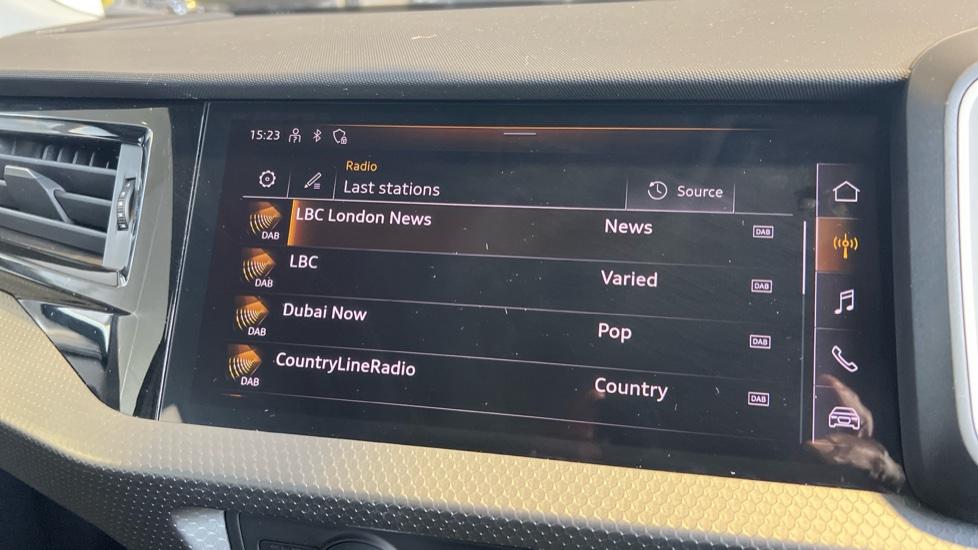 15:23
Radio
Last stations
Source
DAB LBC London News News DAB
DAB LBC Varied DAB
DAB Dubai Now Pop DAB
DAB CountryLineRadio Country DAB